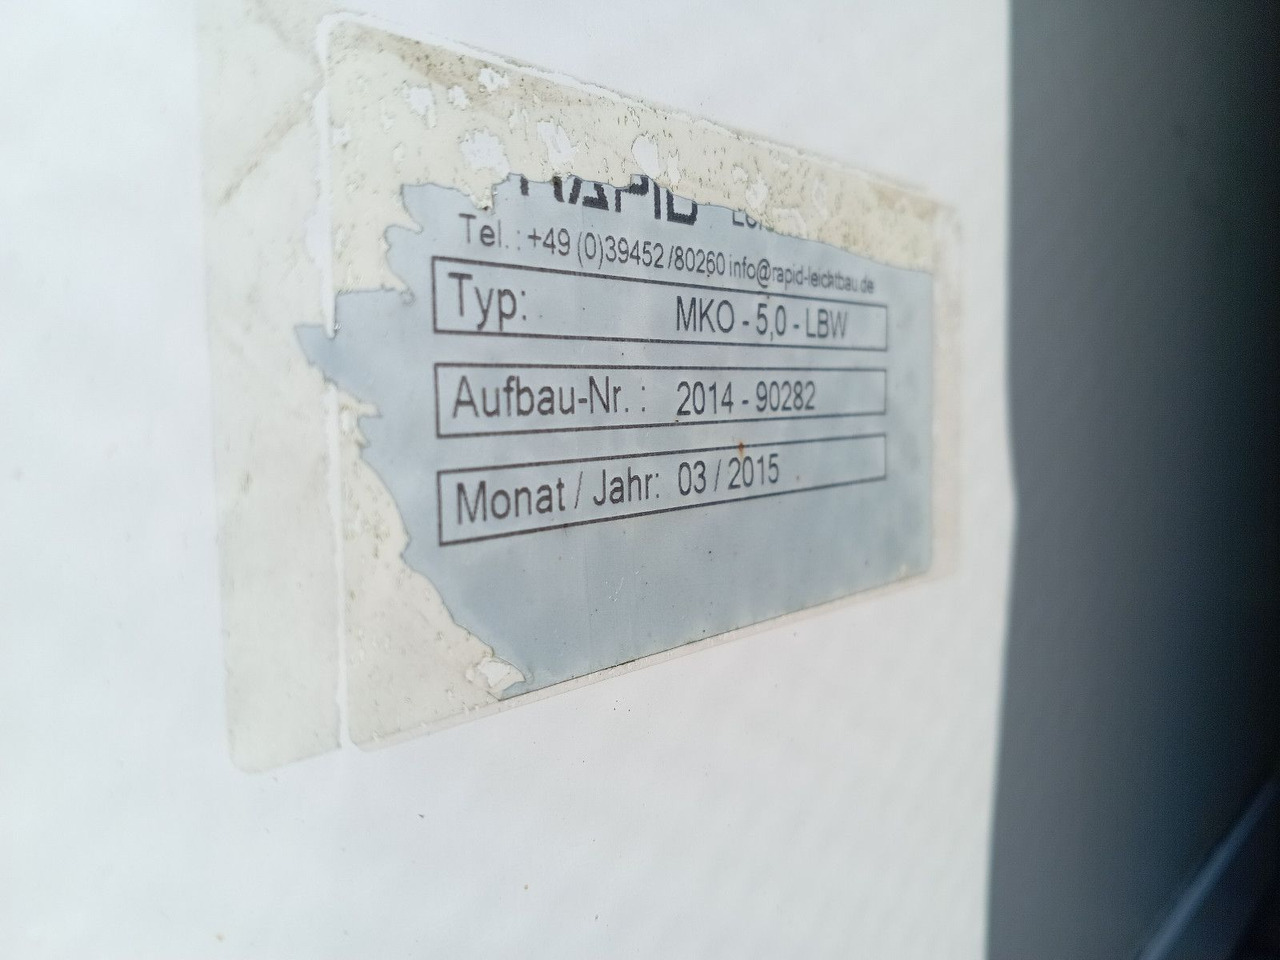 RAPID
Tel.: +49 (0)39452/80260 info@rapid-leichtbau.de
Typ: MKO - 5,0 - LBW
Aufbau-Nr. : 2014 - 90282
Monat / Jahr: 03 / 2015